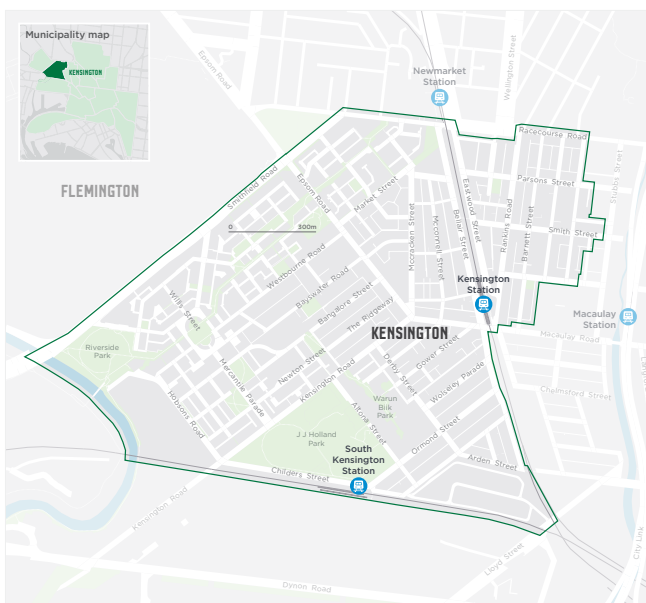 Municipality map
KENSINGTON
Epsom Road
Newmarket
Station
Wellington Street
Racecourse Road
Stubbs Street
FLEMINGTON
Smithfield Road
Epsom Road
Market Street
Parsons Street
0 300m
Mccracken Street
Mcconnell Street
Bellair Street
Eastwood Street
Rankins Road
Barnett Street
Smith Street
Westbourne Road
Bayswater Road
Bangalore Street
The Ridgeway
Kensington
Station
Willis Street
KENSINGTON
Macaulay
Station
Macaulay Road
Riverside
Park
Mercantile Parade
Newton Street
Kensington Road
Derby Street
Gower Street
Wolseley Parade
Chelmsford Street
Hobsons Road
Warun
Biik
Park
Altona Street
J J Holland
Park
Ormond Street
South
Kensington
Station
Arden Street
Childers Street
Kensington Road
Lloyd Street
Dynon Road
City Link